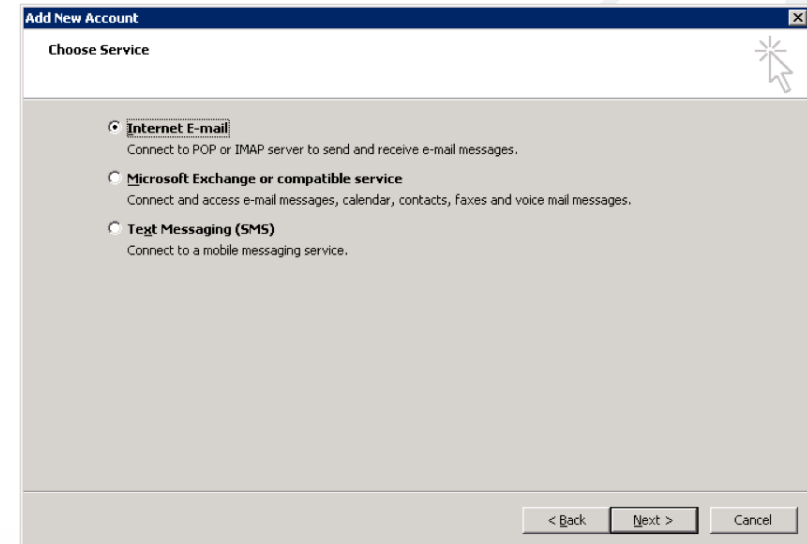 Add New Account
Choose Service
Internet E-mail
Connect to POP or IMAP server to send and receive e-mail messages.
Microsoft Exchange or compatible service
Connect and access e-mail messages, calendar, contacts, faxes and voice mail messages.
Text Messaging (SMS)
Connect to a mobile messaging service.
< Back Next > Cancel